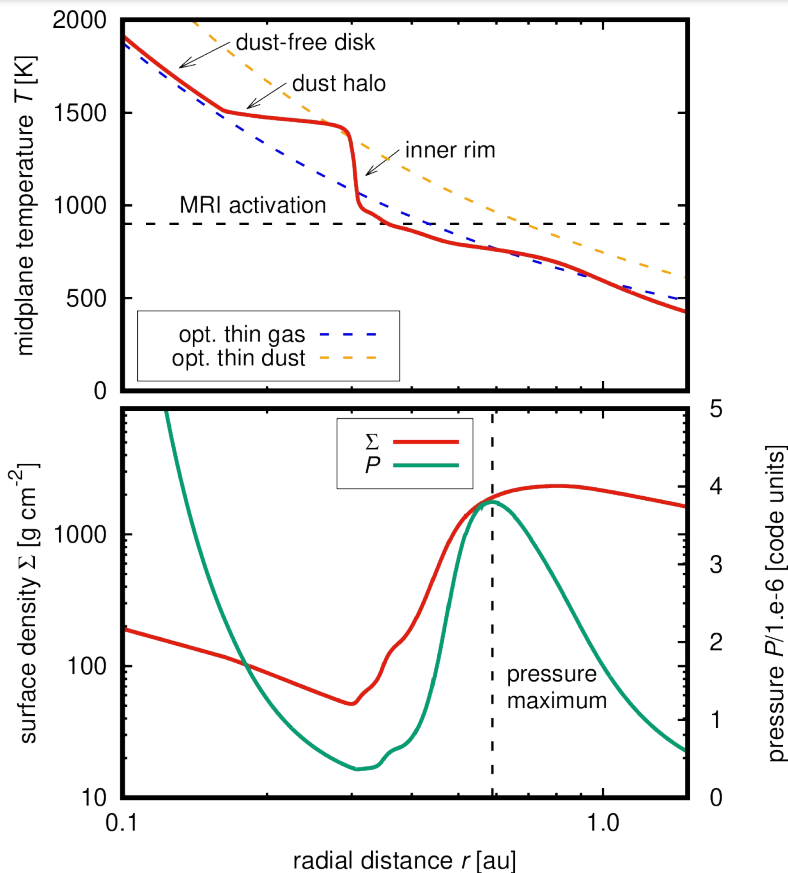 2000
1500
1000
500
0
midplane temperature T [K]
dust-free disk
dust halo
inner rim
MRI activation
opt. thin gas
opt. thin dust
1000
100
10
surface density Σ [g cm-2]
Σ
P
pressure
maximum
5
4
3
2
1
0
pressure P/1.e-6 [code units]
0.1
1.0
radial distance r [au]